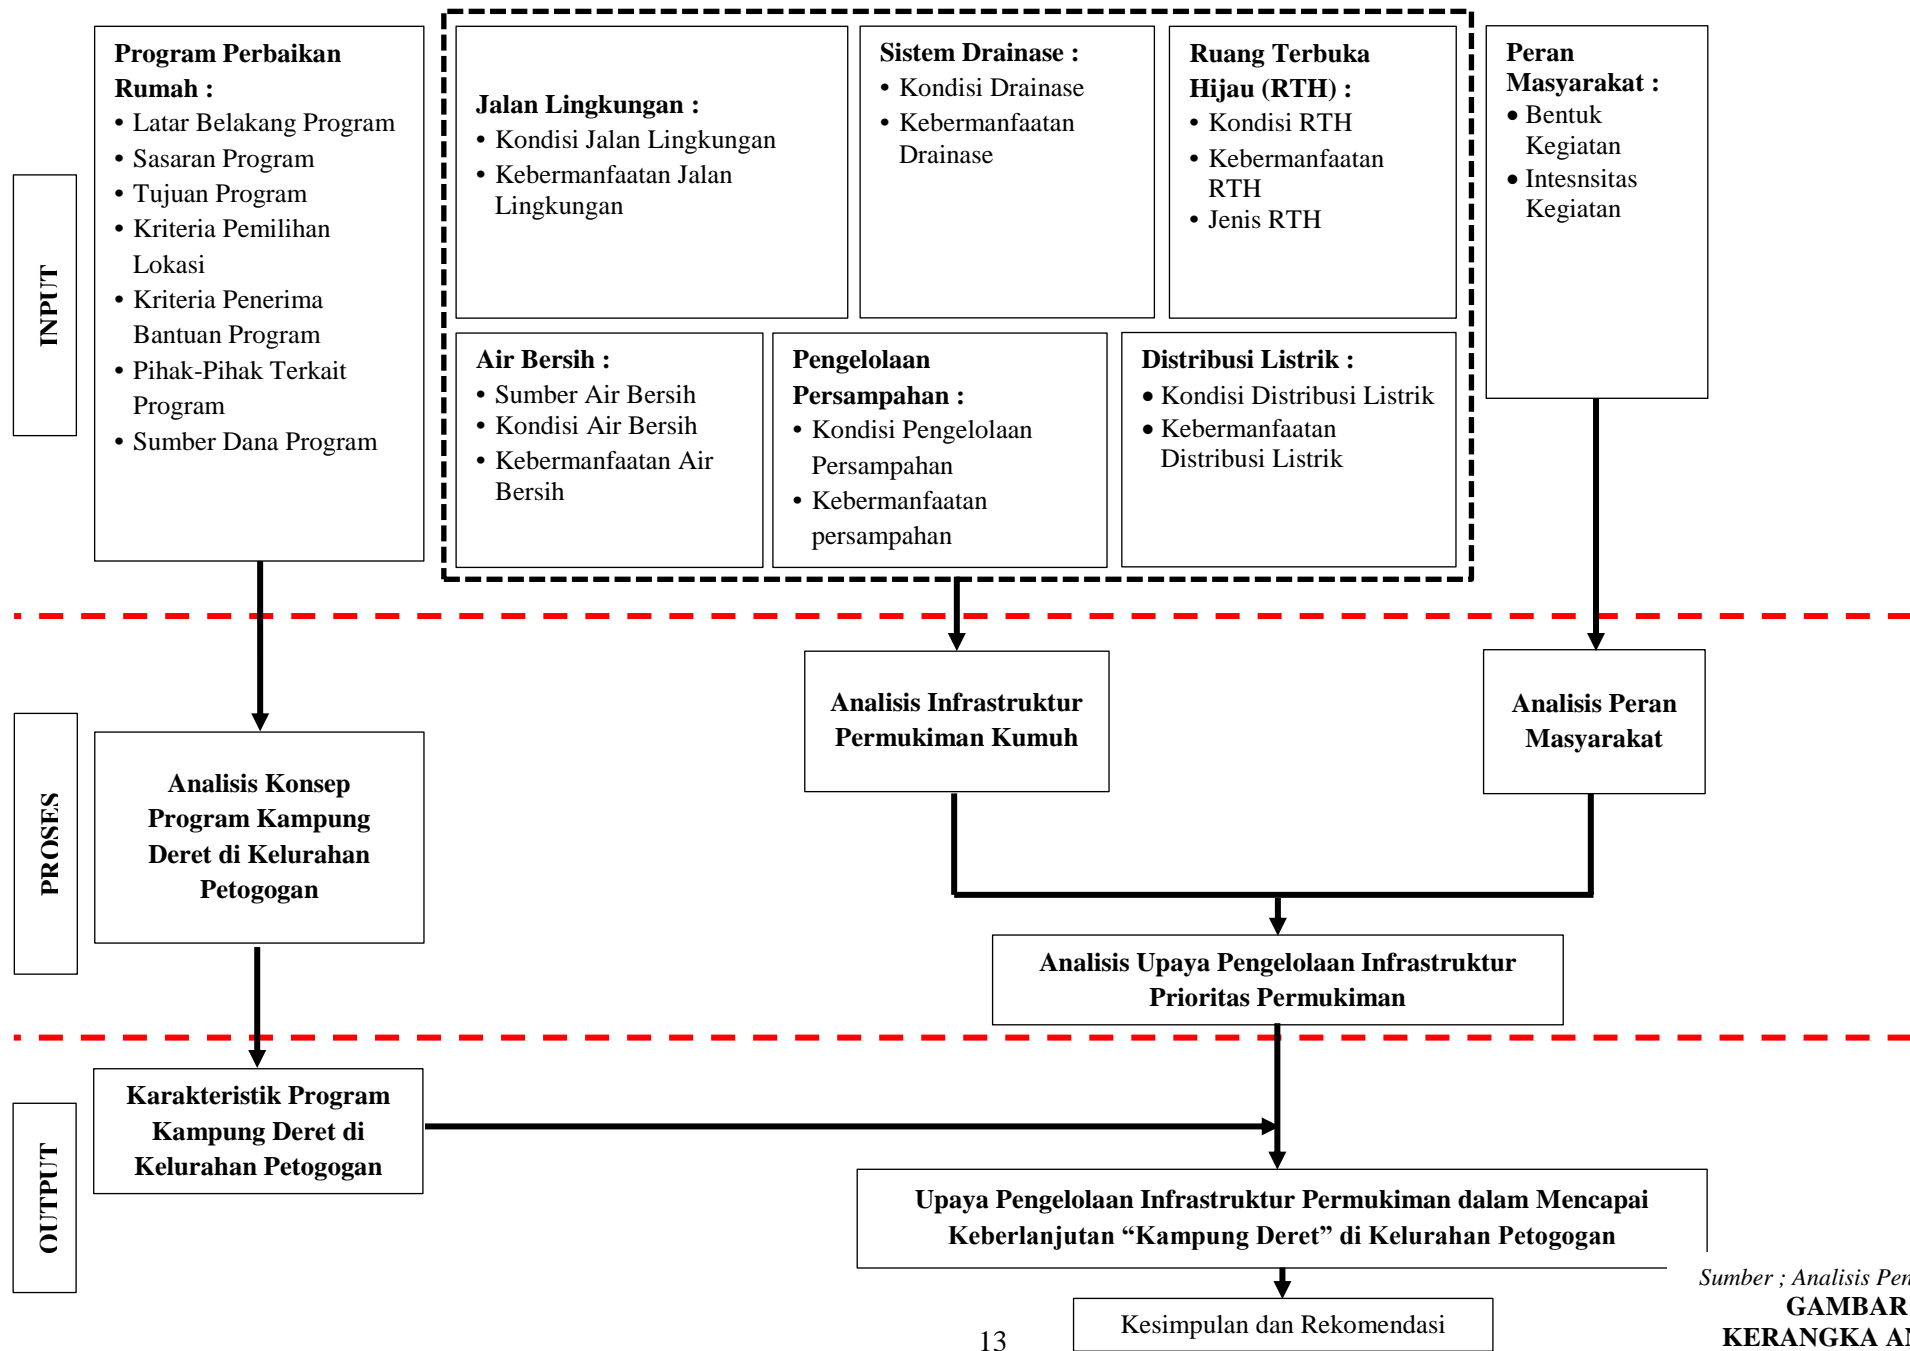 INPUT
Program Perbaikan
Rumah :
• Latar Belakang Program
• Sasaran Program
• Tujuan Program
• Kriteria Pemilihan
Lokasi
• Kriteria Penerima
Bantuan Program
• Pihak-Pihak Terkait
Program
• Sumber Dana Program
Jalan Lingkungan :
• Kondisi Jalan Lingkungan
• Kebermanfaatan Jalan
Lingkungan
Sistem Drainase :
• Kondisi Drainase
• Kebermanfaatan
Drainase
Ruang Terbuka
Hijau (RTH) :
• Kondisi RTH
• Kebermanfaatan
RTH
• Jenis RTH
Peran
Masyarakat :
• Bentuk
Kegiatan
• Intesnsitas
Kegiatan
Air Bersih :
• Sumber Air Bersih
• Kondisi Air Bersih
• Kebermanfaatan Air
Bersih
Pengelolaan
Persampahan :
• Kondisi Pengelolaan
Persampahan
• Kebermanfaatan
persampahan
Distribusi Listrik :
• Kondisi Distribusi Listrik
• Kebermanfaatan
Distribusi Listrik
PROSES
Analisis Konsep
Program Kampung
Deret di Kelurahan
Petogogan
Analisis Infrastruktur
Permukiman Kumuh
Analisis Peran
Masyarakat
Analisis Upaya Pengelolaan Infrastruktur
Prioritas Permukiman
OUTPUT
Karakteristik Program
Kampung Deret di
Kelurahan Petogogan
Upaya Pengelolaan Infrastruktur Permukiman dalam Mencapai
Keberlanjutan “Kampung Deret” di Kelurahan Petogogan
Kesimpulan dan Rekomendasi
Sumber ; Analisis Pen
GAMBAR
KERANGKA AN
13